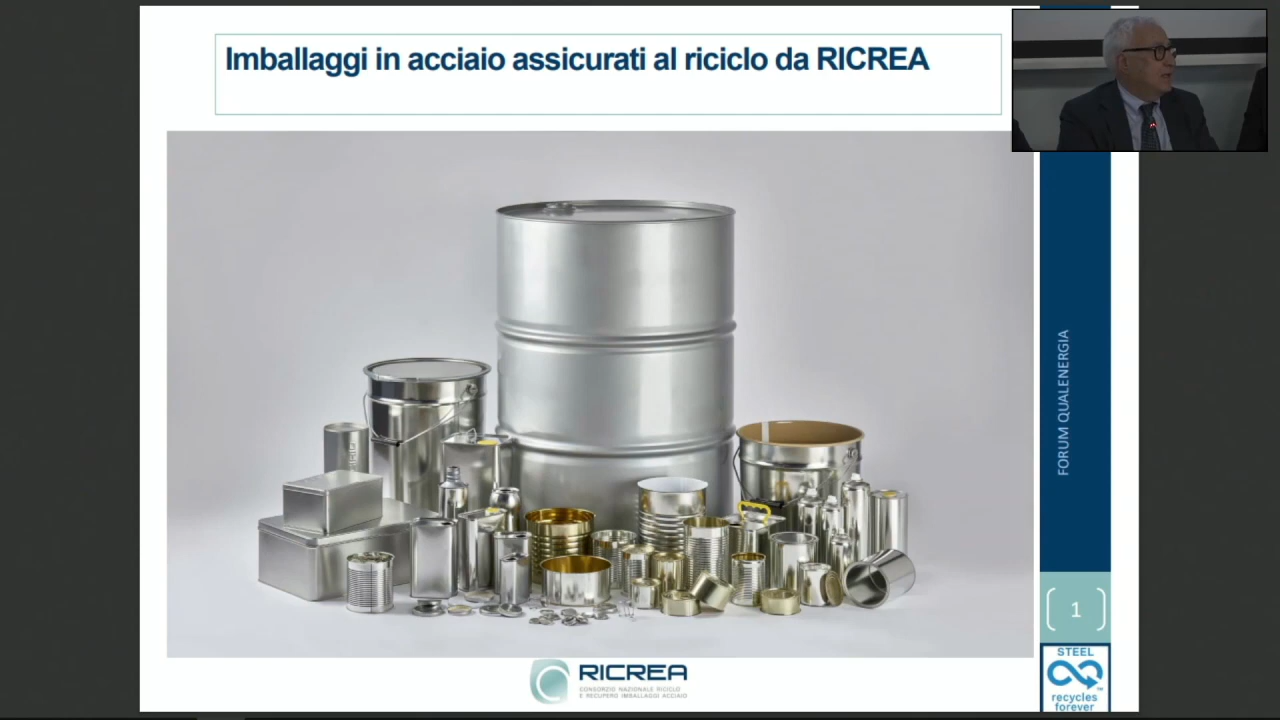 Imballaggi in acciaio assicurati al riciclo da RICREA
FORUM QUALENERGIA
1
STEEL
recycles
forever
RICREA
CONSORZIO NAZIONALE RICICLO
E RECUPERO IMBALLAGGI ACCIAIO